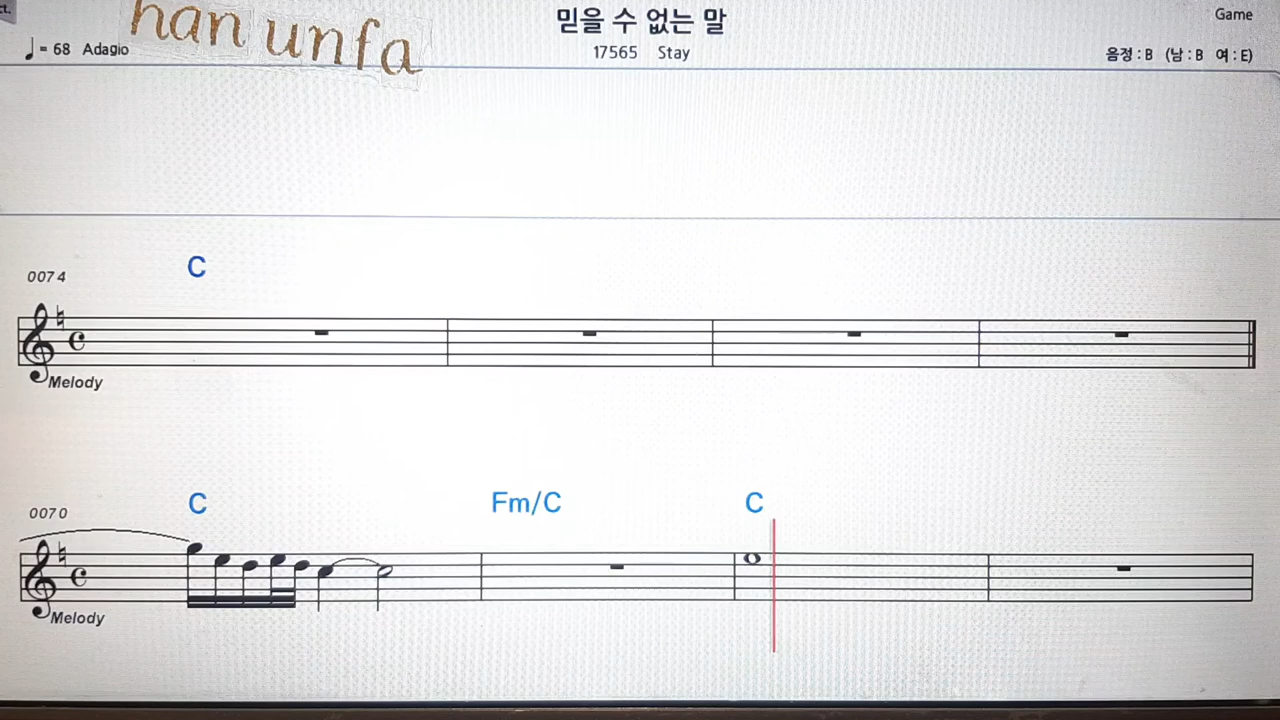 ct.
han unfa
믿을 수 없는 말
Game
♩ = 68 Adagio
17565 Stay
음정 : B (남 : B 여 : E)
0074
C
Melody
0070
C Fm/C C
Melody